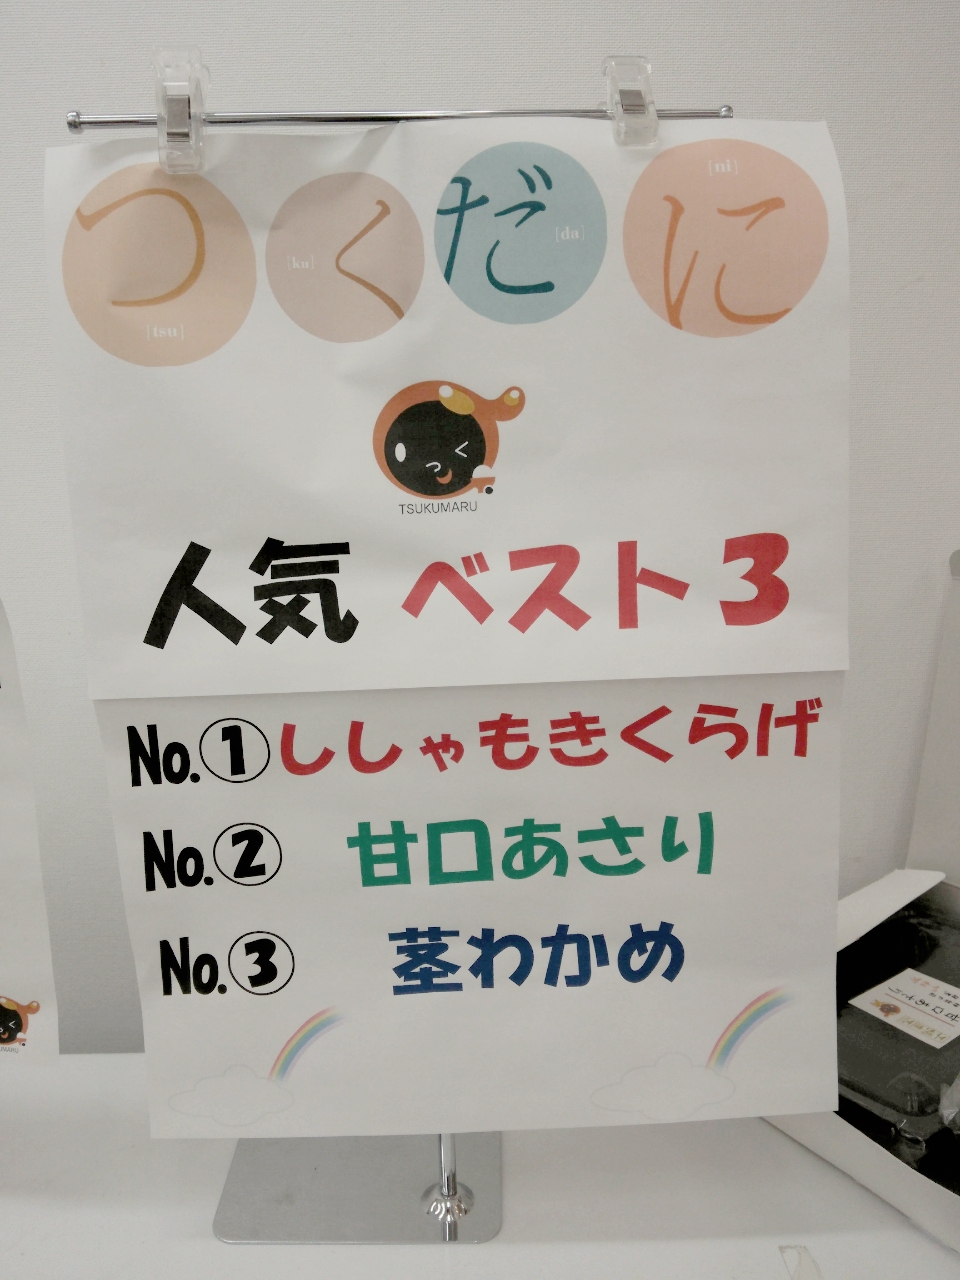 つくだに
[tsu] [ku] [da] [ni]
TSUKUMARU
人気 ベスト3
No.① ししゃもきくらげ
No.② 甘口あさり
No.③ 茎わかめ